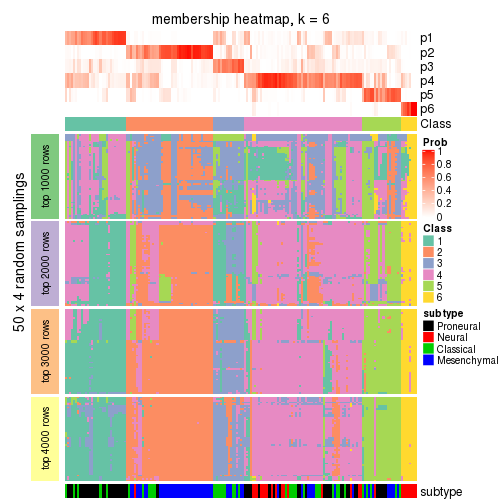 membership heatmap, k = 6
p1
p2
p3
p4
p5
p6
Class
50 x 4 random samplings
top 1000 rows
top 2000 rows
top 3000 rows
top 4000 rows
Prob
1
0.8
0.6
0.4
0.2
0
Class
1
2
3
4
5
6
subtype
Proneural
Neural
Classical
Mesenchymal
subtype